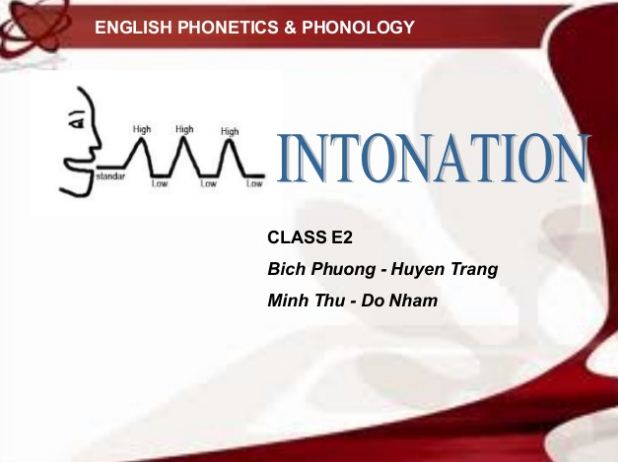 ENGLISH PHONETICS & PHONOLOGY
High High High
INTONATION
standar
Low Low Low
CLASS E2
Bich Phuong - Huyen Trang
Minh Thu - Do Nham